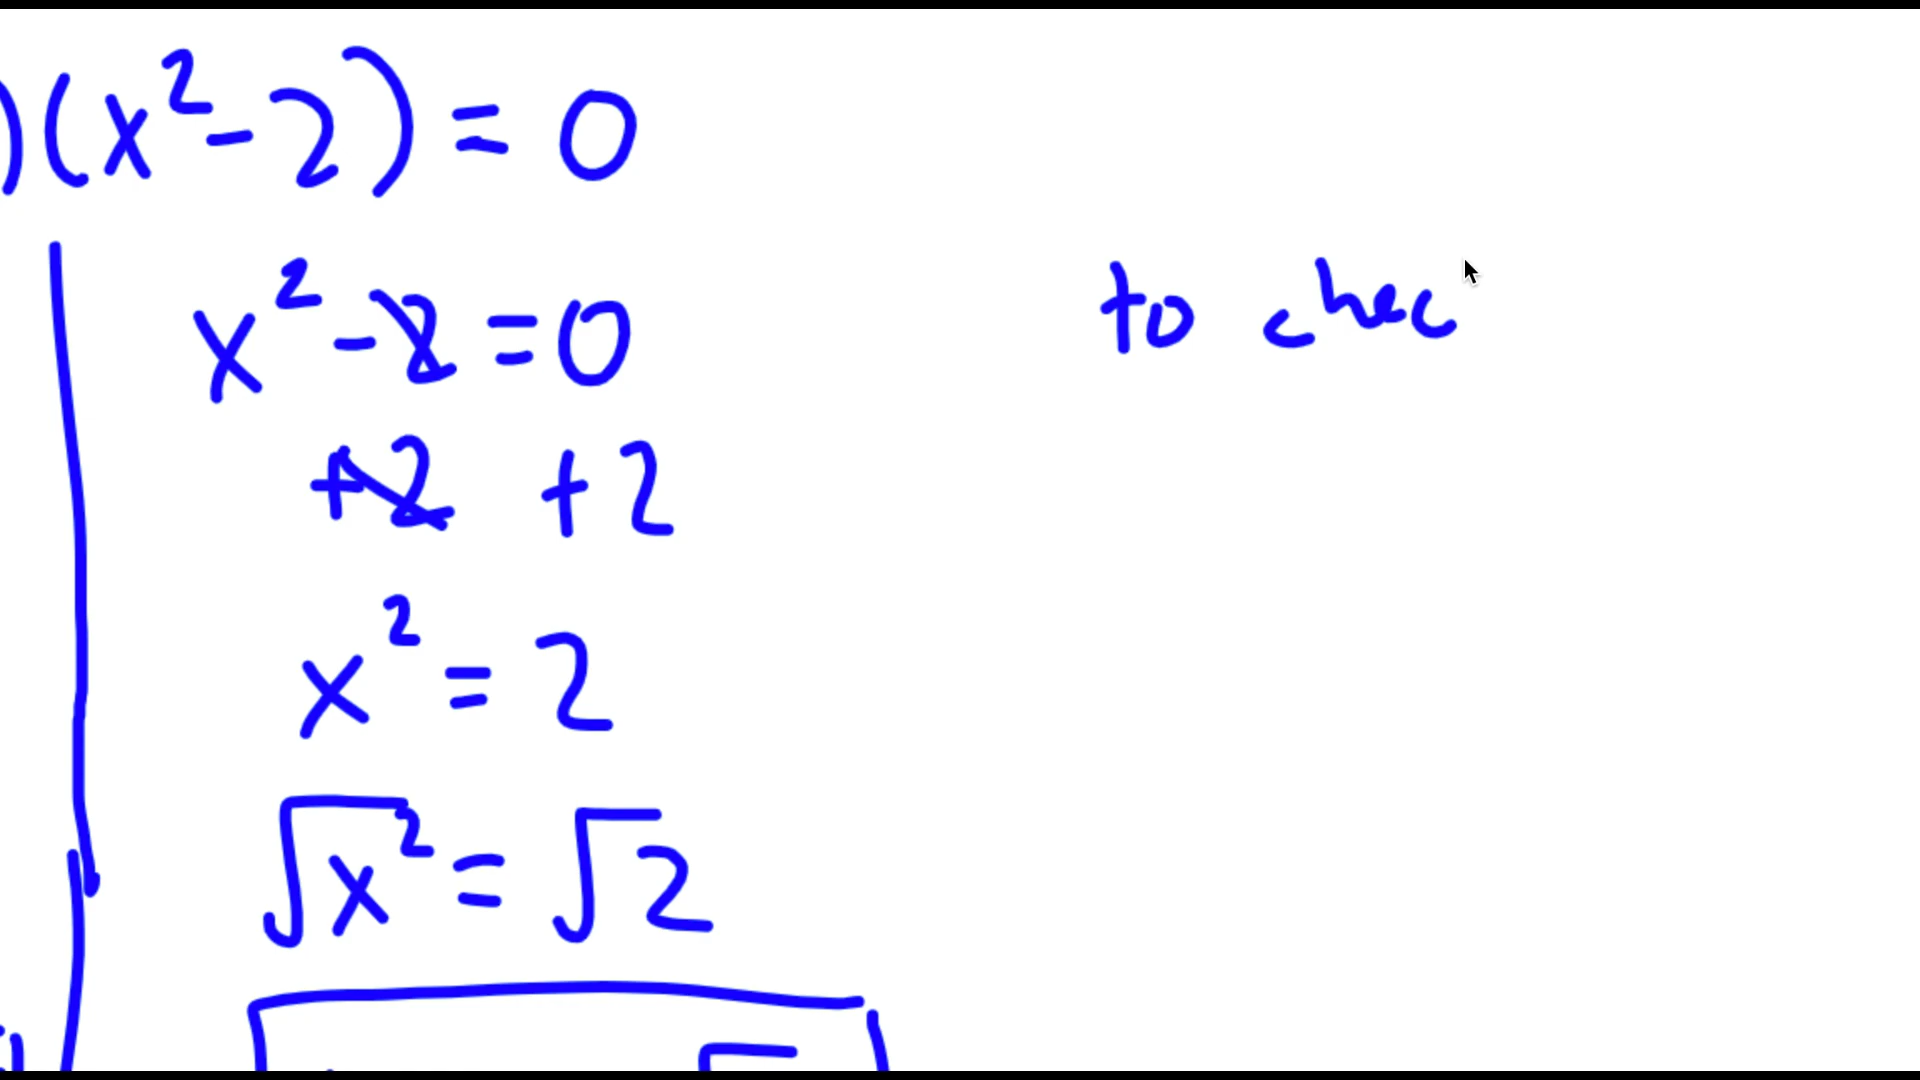 )(x²-2) = 0
x²-2=0
to chec
+2 +2
x² = 2
√x² = √2